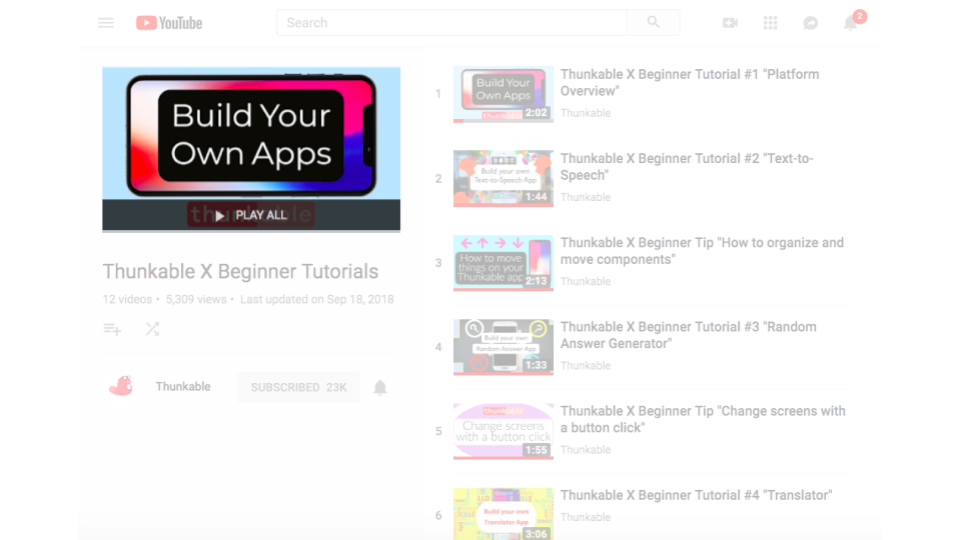 YouTube
Search
2
Build Your
Own Apps
thunkable
PLAY ALL
Thunkable X Beginner Tutorials
12 videos • 5,309 views • Last updated on Sep 18, 2018
Thunkable
SUBSCRIBED 23K
1
Build Your
Own Apps
thunkable
2:02
Thunkable X Beginner Tutorial #1 "Platform
Overview"
Thunkable
2
Build your own
Text-to-Speech App
1:44
Thunkable X Beginner Tutorial #2 "Text-to-
Speech"
Thunkable
3
How to move
things on your
Thunkable app
2:13
Thunkable X Beginner Tip "How to organize and
move components"
Thunkable
4
Build your own
Random Answer App
1:33
Thunkable X Beginner Tutorial #3 "Random
Answer Generator"
Thunkable
5
thunkable
Change screens
with a button click
1:55
Thunkable X Beginner Tip "Change screens with
a button click"
Thunkable
6
Build your own
Translator App
3:06
Thunkable X Beginner Tutorial #4 "Translator"
Thunkable